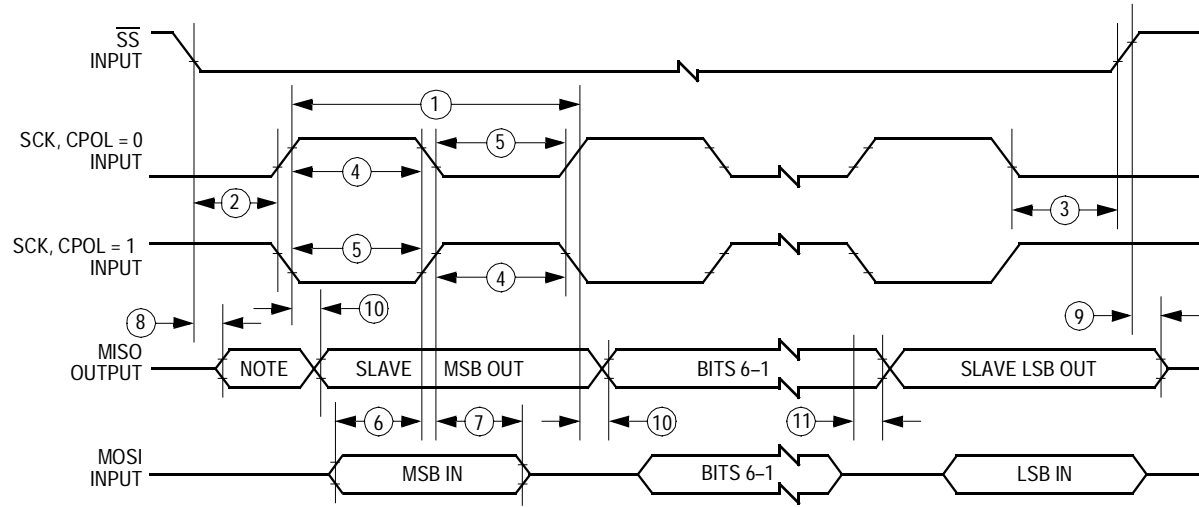 SS
INPUT
1
SCK, CPOL = 0
INPUT
5
4
2
3
SCK, CPOL = 1
INPUT
5
4
8
10
9
MISO
OUTPUT
NOTE
SLAVE MSB OUT
BITS 6–1
SLAVE LSB OUT
6
7
10
11
MOSI
INPUT
MSB IN
BITS 6–1
LSB IN